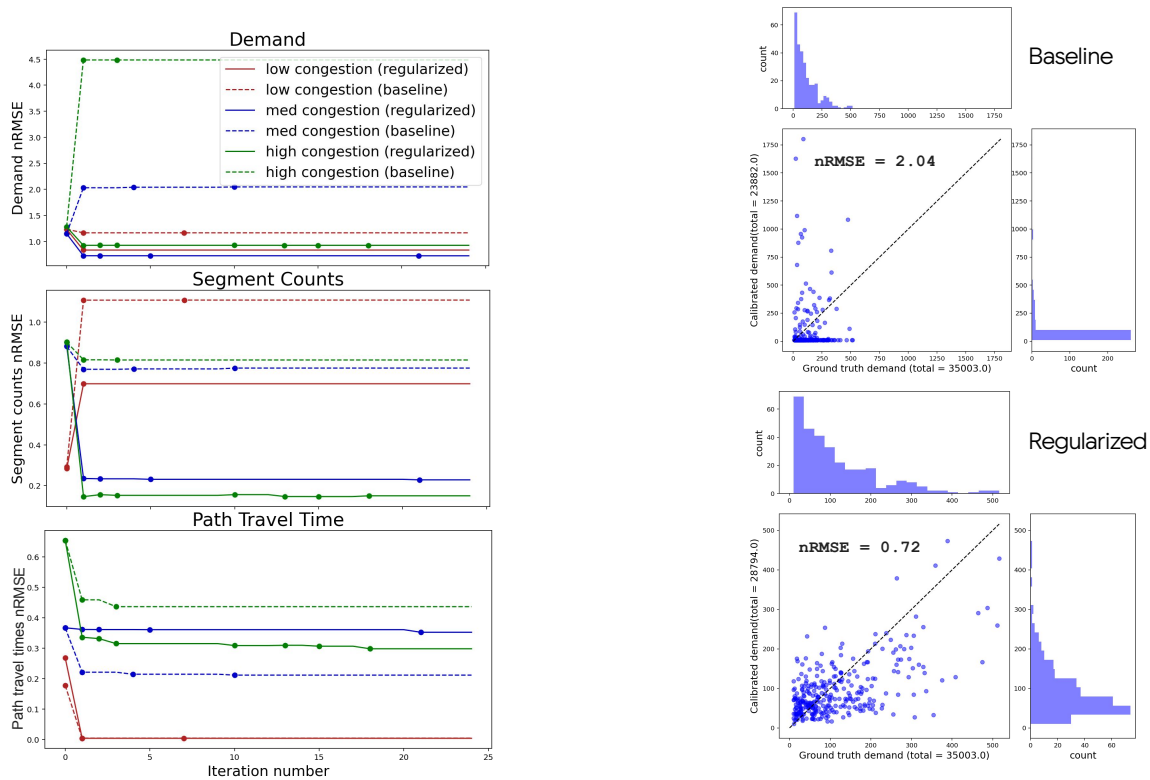 Demand
Demand nRMSE
4.5
4.0
3.5
3.0
2.5
2.0
1.5
1.0
low congestion (regularized)
low congestion (baseline)
med congestion (regularized)
med congestion (baseline)
high congestion (regularized)
high congestion (baseline)
Segment Counts
Segment counts nRMSE
1.0
0.8
0.6
0.4
0.2
Path Travel Time
Path travel times nRMSE
0.6
0.5
0.4
0.3
0.2
0.1
0.0
0 5 10 15 20 25
Iteration number
Baseline
count
60
40
20
0
0 250 500 750 1000 1250 1500 1750
nRMSE = 2.04
Calibrated demand(total = 23882.0)
1750
1500
1250
1000
750
500
250
0
0 250 500 750 1000 1250 1500 1750
Ground truth demand (total = 35003.0)
1750
1500
1250
1000
750
500
250
0
0 100 200
count
Regularized
count
60
40
20
0
0 100 200 300 400 500
nRMSE = 0.72
Calibrated demand(total = 28794.0)
500
400
300
200
100
0
0 100 200 300 400 500
Ground truth demand (total = 35003.0)
500
400
300
200
100
0
0 20 40 60
count